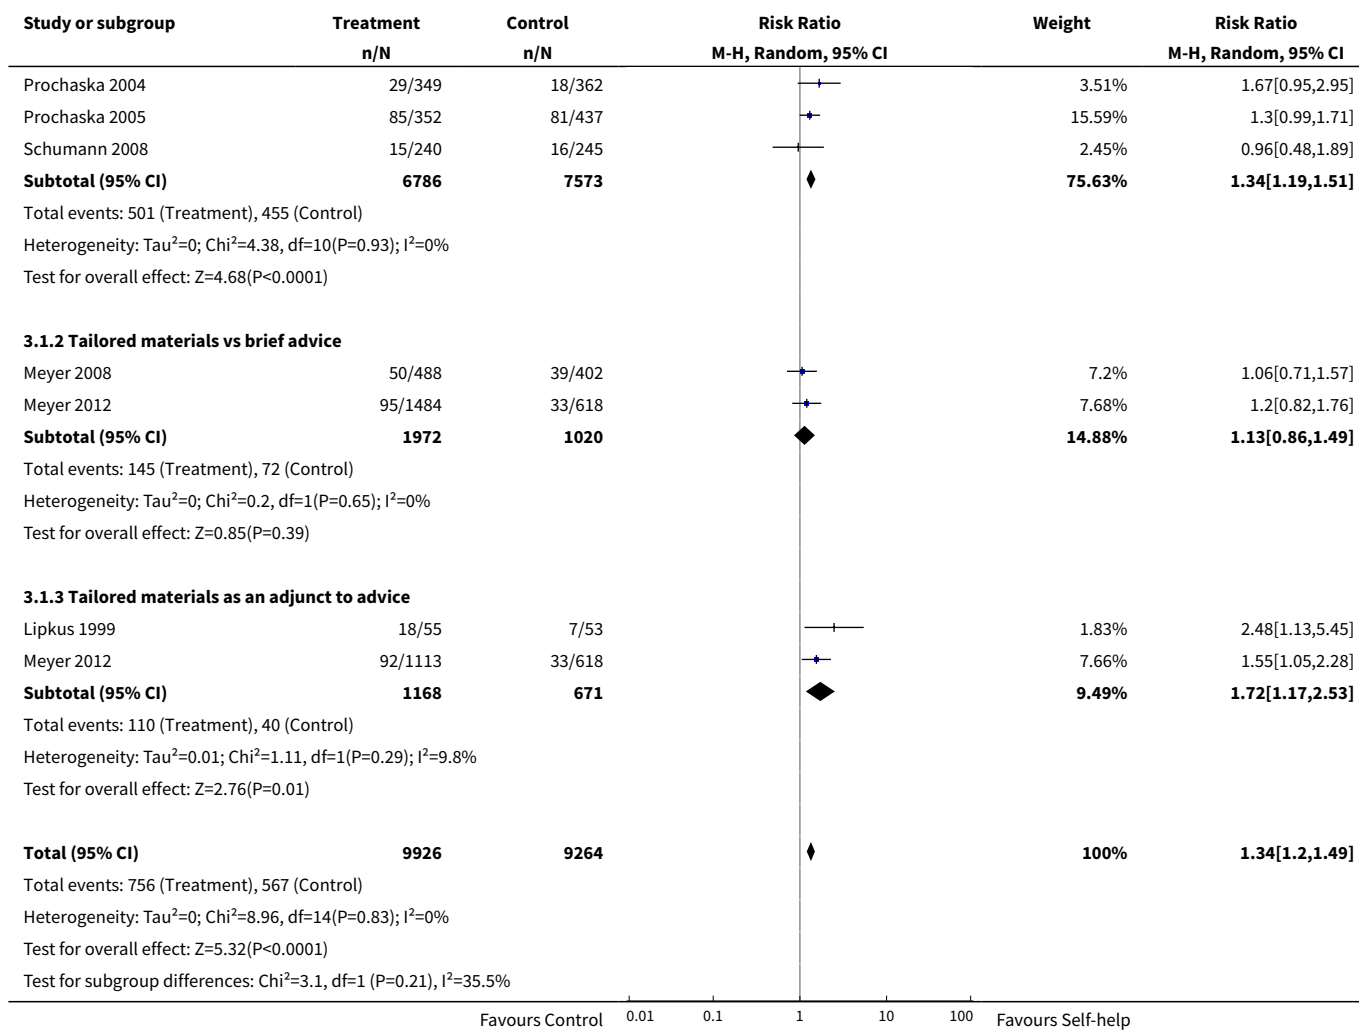 Study or subgroup Treatment Control Risk Ratio Weight Risk Ratio
n/N n/N M-H, Random, 95% CI M-H, Random, 95% CI
Prochaska 2004 29/349 18/362 3.51% 1.67[0.95,2.95]
Prochaska 2005 85/352 81/437 15.59% 1.3[0.99,1.71]
Schumann 2008 15/240 16/245 2.45% 0.96[0.48,1.89]
Subtotal (95% CI) 6786 7573 75.63% 1.34[1.19,1.51]
Total events: 501 (Treatment), 455 (Control)
Heterogeneity: Tau²=0; Chi²=4.38, df=10(P=0.93); I²=0%
Test for overall effect: Z=4.68(P<0.0001)
3.1.2 Tailored materials vs brief advice
Meyer 2008 50/488 39/402 7.2% 1.06[0.71,1.57]
Meyer 2012 95/1484 33/618 7.68% 1.2[0.82,1.76]
Subtotal (95% CI) 1972 1020 14.88% 1.13[0.86,1.49]
Total events: 145 (Treatment), 72 (Control)
Heterogeneity: Tau²=0; Chi²=0.2, df=1(P=0.65); I²=0%
Test for overall effect: Z=0.85(P=0.39)
3.1.3 Tailored materials as an adjunct to advice
Lipkus 1999 18/55 7/53 1.83% 2.48[1.13,5.45]
Meyer 2012 92/1113 33/618 7.66% 1.55[1.05,2.28]
Subtotal (95% CI) 1168 671 9.49% 1.72[1.17,2.53]
Total events: 110 (Treatment), 40 (Control)
Heterogeneity: Tau²=0.01; Chi²=1.11, df=1(P=0.29); I²=9.8%
Test for overall effect: Z=2.76(P=0.01)
Total (95% CI) 9926 9264 100% 1.34[1.2,1.49]
Total events: 756 (Treatment), 567 (Control)
Heterogeneity: Tau²=0; Chi²=8.96, df=14(P=0.83); I²=0%
Test for overall effect: Z=5.32(P<0.0001)
Test for subgroup differences: Chi²=3.1, df=1 (P=0.21), I²=35.5%
Favours Control 0.01 0.1 1 10 100 Favours Self-help